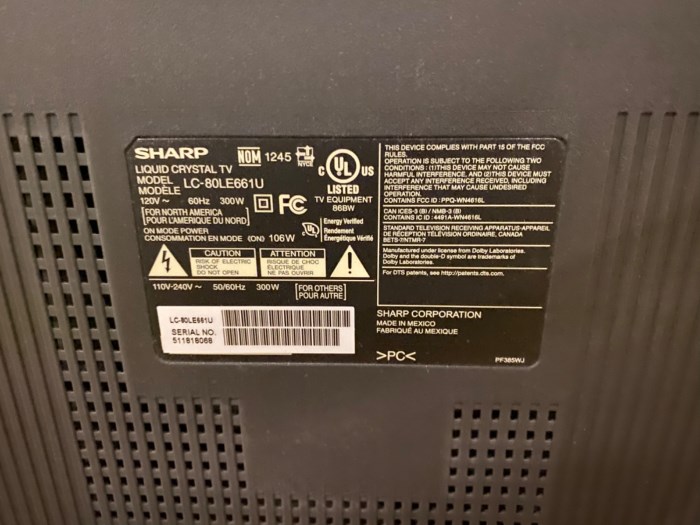 SHARP
NOM 1245 NYCE
LIQUID CRYSTAL TV
MODEL LC-80LE661U
MODÈLE
120V ~ 60Hz 300W FC
[FOR NORTH AMERICA
POUR L'AMERIQUE DU NORD]
ON MODE POWER
CONSOMMATION EN MODE (ON) 106W
C UL US
LISTED
TV EQUIPMENT
86BW
UL Energy Verified
Rendement
Énergétique Vérifié
CAUTION
RISK OF ELECTRIC
SHOCK
DO NOT OPEN
ATTENTION
RISQUE DE CHOC
ÉLECTRIQUE
NE PAS OUVRIR
110V-240V ~ 50/60Hz 300W [FOR OTHERS
POUR AUTRE]
LC-80LE661U
SERIAL NO.
511818068
THIS DEVICE COMPLIES WITH PART 15 OF THE FCC
RULES.
OPERATION IS SUBJECT TO THE FOLLOWING TWO
CONDITIONS : (1)THIS DEVICE MAY NOT CAUSE
HARMFUL INTERFERENCE, AND (2)THIS DEVICE MUST
ACCEPT ANY INTERFERENCE RECEIVED, INCLUDING
INTERFERENCE THAT MAY CAUSE UNDESIRED
OPERATION.
CONTAINS FCC ID : PPQ-WN4616L
CAN ICES-3 (B) / NMB-3 (B)
CONTAINS IC ID : 4491A-WN4616L
STANDARD TELEVISION RECEIVING APPARATUS-APPAREIL
DE RÉCEPTION TÉLÉVISION ORDINAIRE, CANADA
BETS-7/NTMR-7
Manufactured under license from Dolby Laboratories.
Dolby and the double-D symbol are trademarks of
Dolby Laboratories.
For DTS patents, see http://patents.dts.com.
SHARP CORPORATION
MADE IN MEXICO
FABRIQUÉ AU MEXIQUE
>PC<
PF385WJ